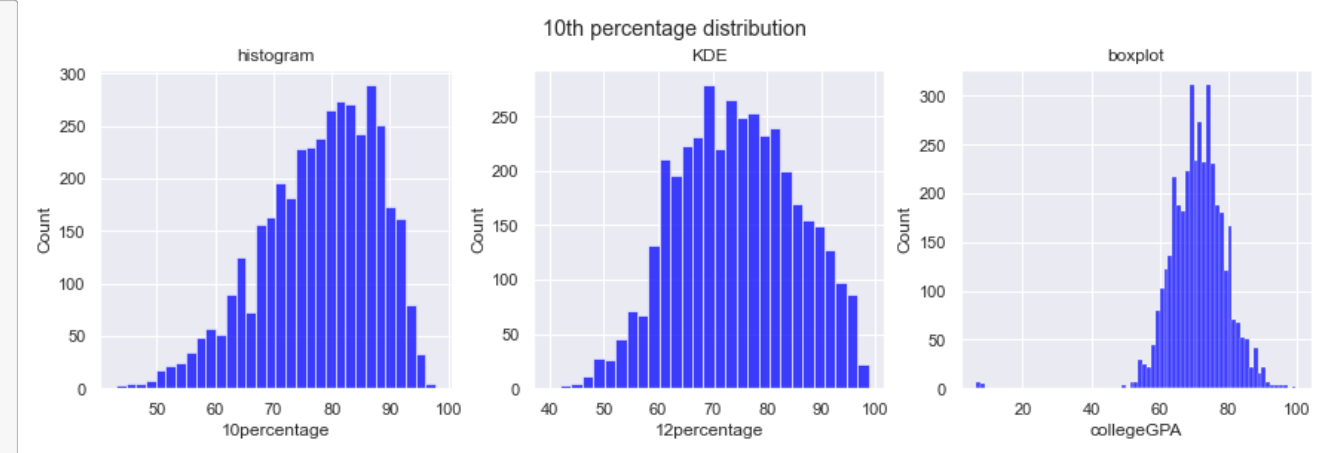 10th percentage distribution
histogram
KDE
boxplot
300
250
200
150
100
50
0
Count
50 60 70 80 90 100
10percentage
250
200
150
100
50
0
Count
40 50 60 70 80 90 100
12percentage
300
250
200
150
100
50
0
Count
20 40 60 80 100
collegeGPA